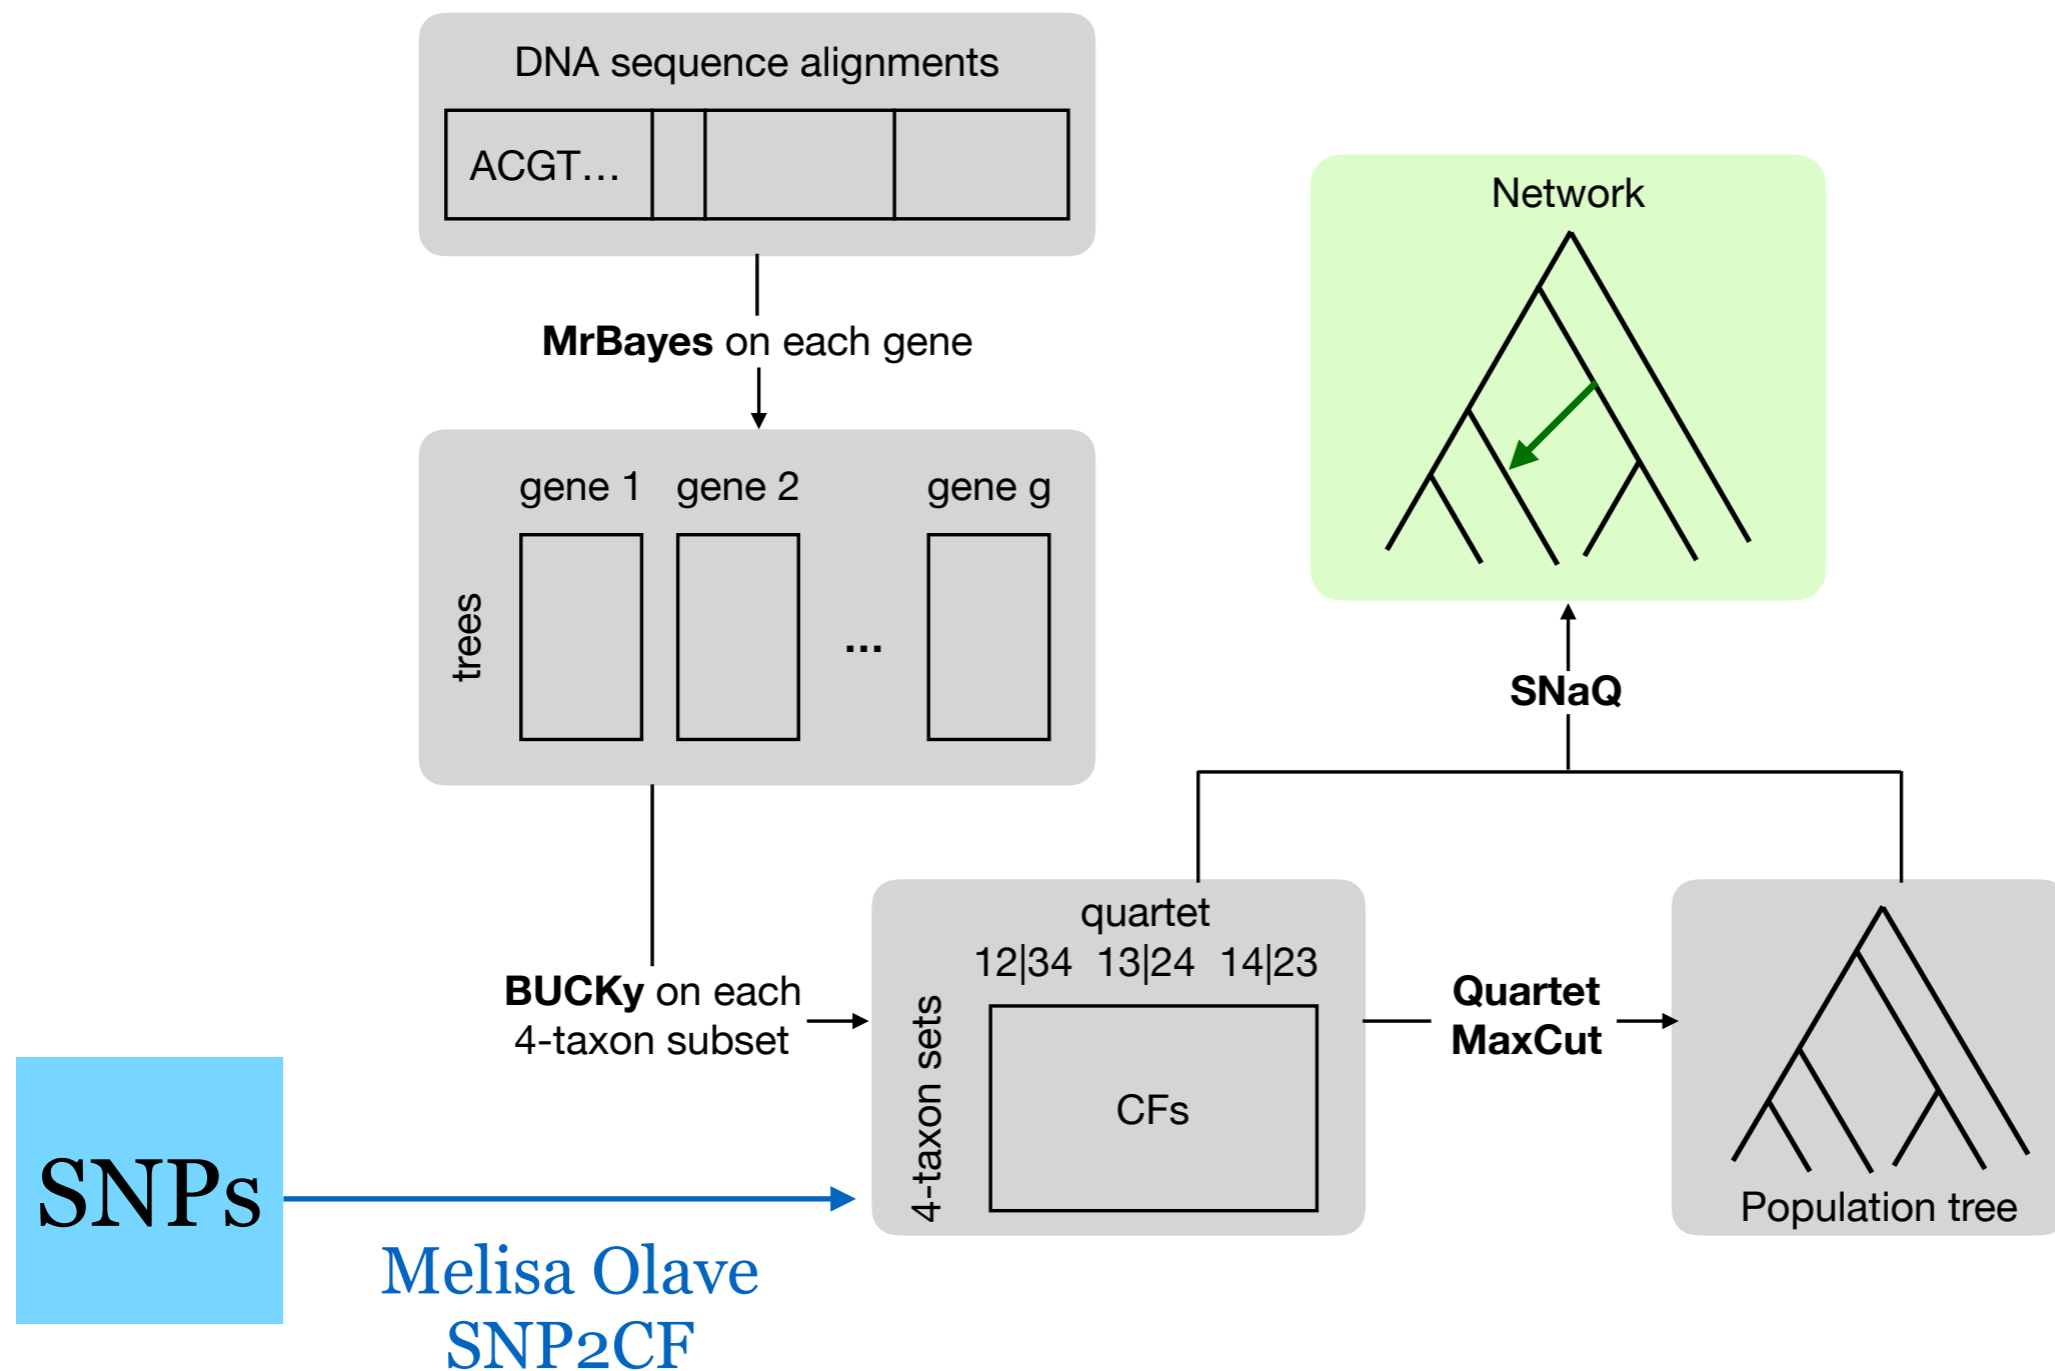 DNA sequence alignments
ACGT...
MrBayes on each gene
gene 1 gene 2 gene g
trees
...
BUCKy on each
4-taxon subset
SNPs
Melisa Olave
SNP2CF
quartet
12|34 13|24 14|23
4-taxon sets
CFs
Quartet
MaxCut
Population tree
SNaQ
Network